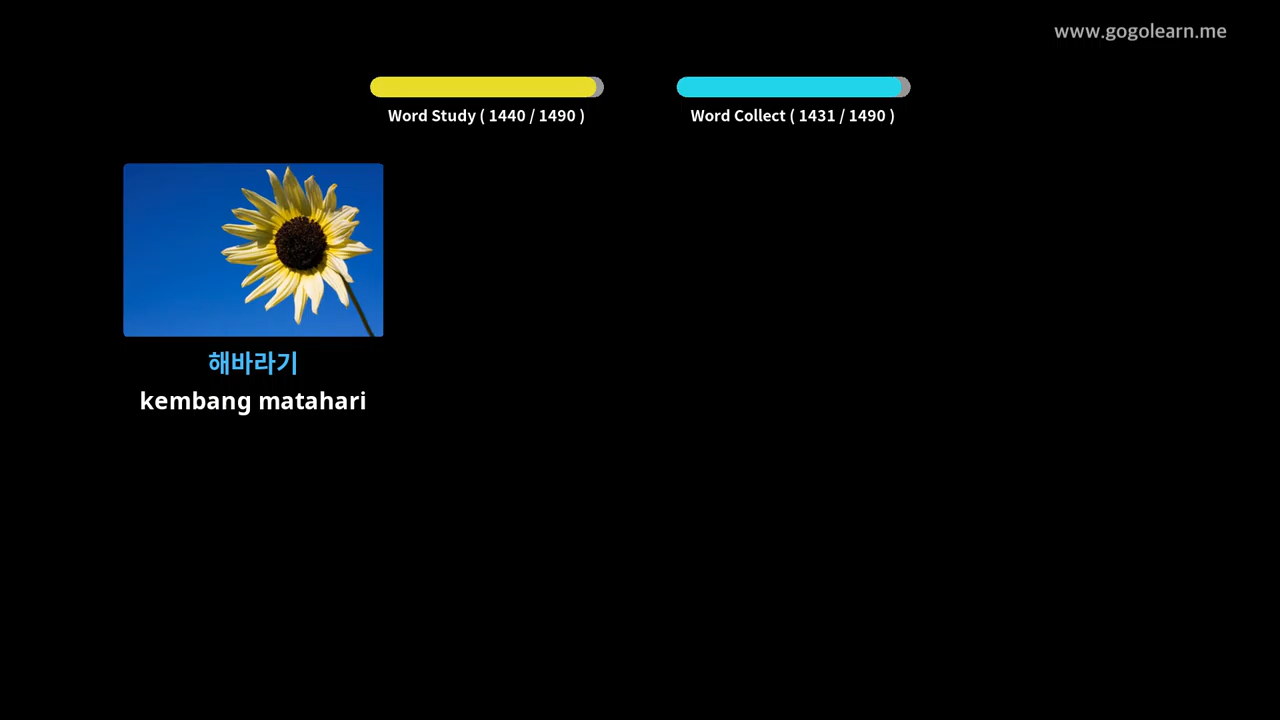 www.gogolearn.me
Word Study ( 1440 / 1490 )
Word Collect ( 1431 / 1490 )
해바라기
kembang matahari